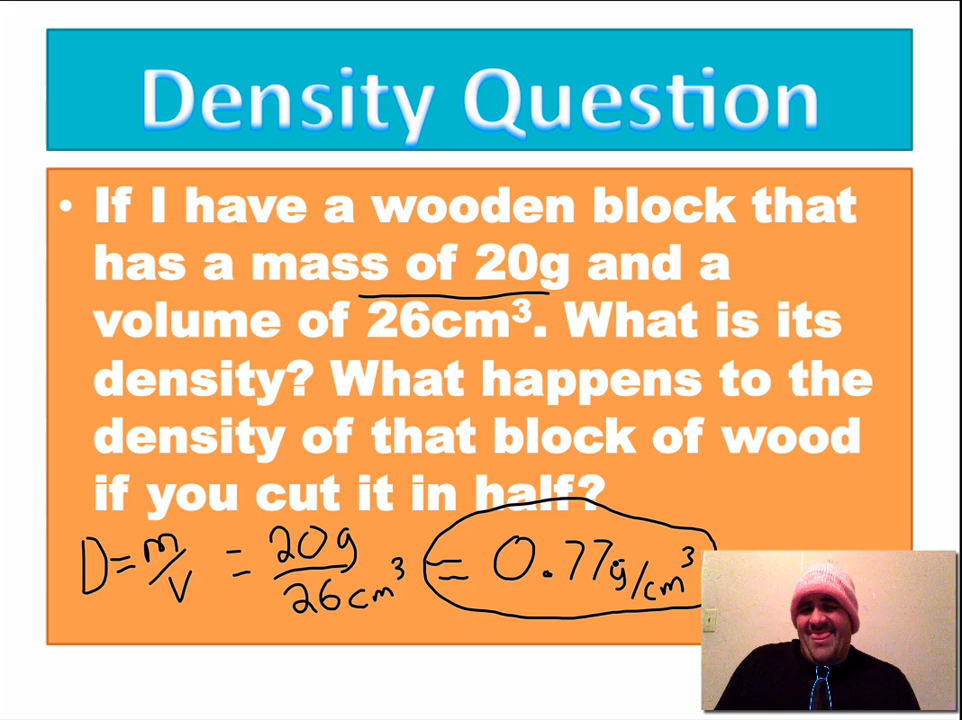 Density Question
• If I have a wooden block that
has a mass of 20g and a
volume of 26cm³. What is its
density? What happens to the
density of that block of wood
if you cut it in half?
D=m/V = 20g/26cm³ = 0.77g/cm³